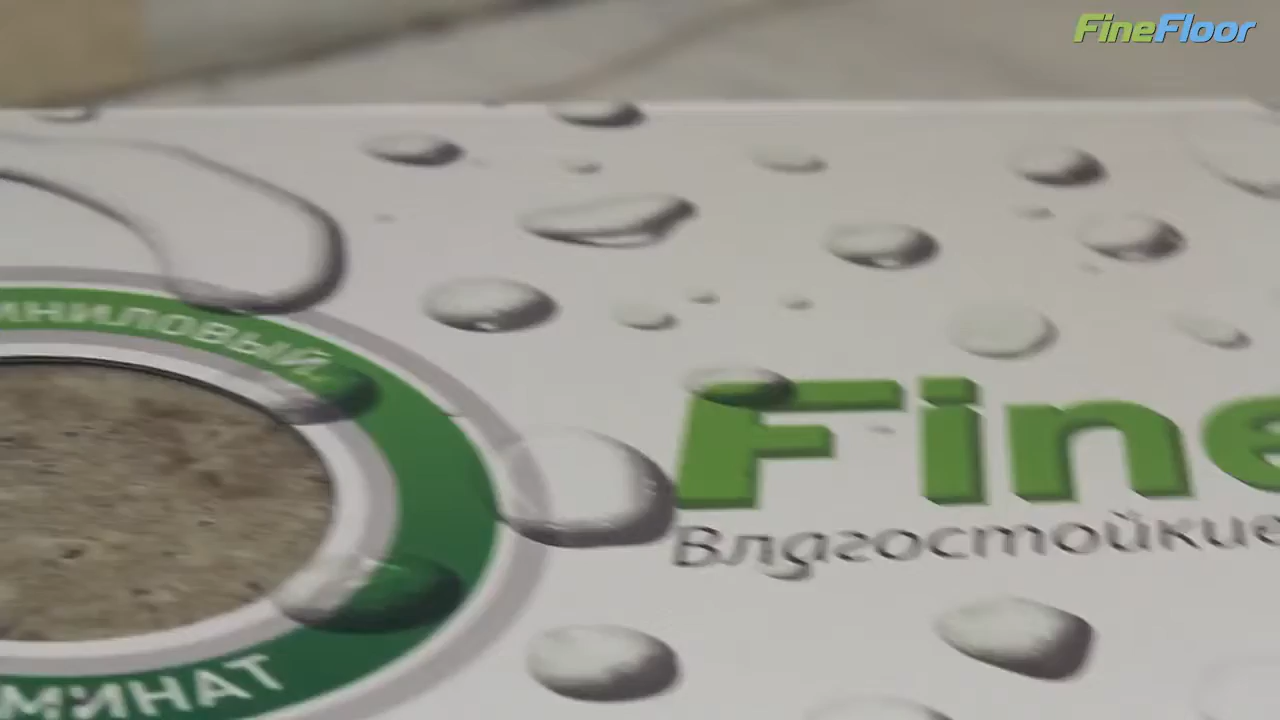 FineFloor
иниловый
Fine
Влагостойкие
минат